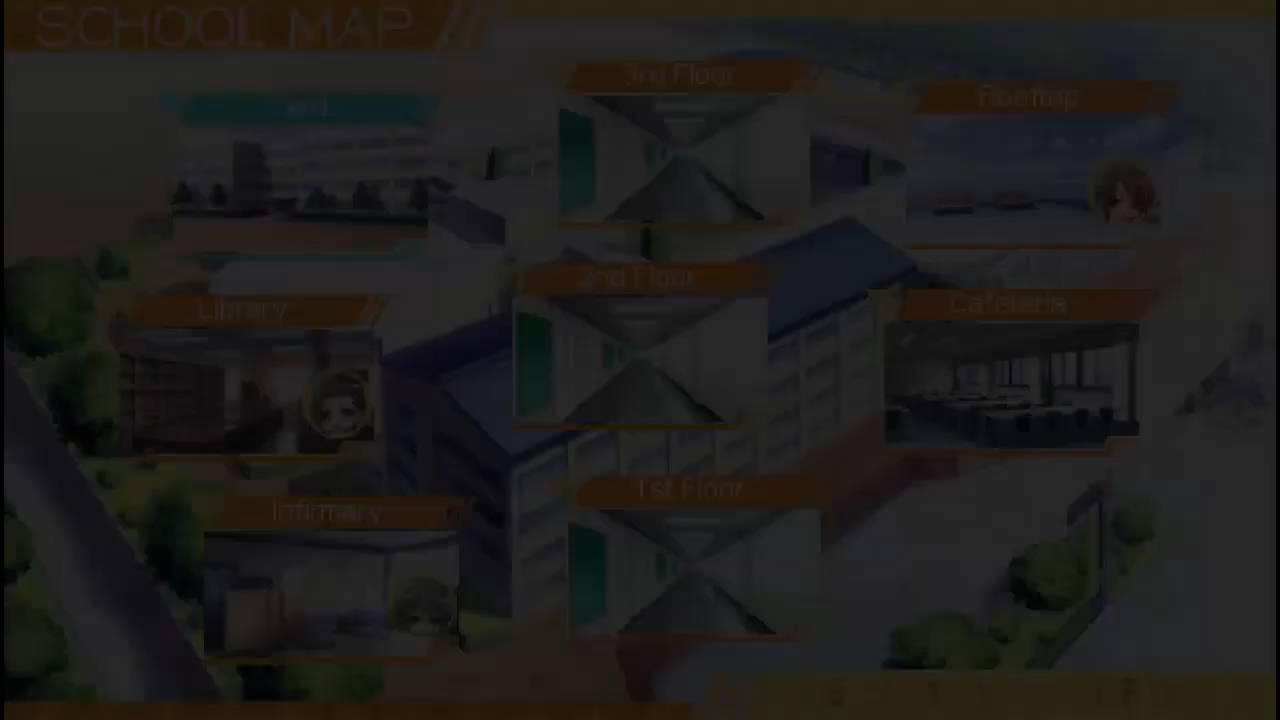 SCHOOL MAP
3rd Floor
Rooftop
2nd Floor
Library
Cafeteria
1st Floor
Infirmary